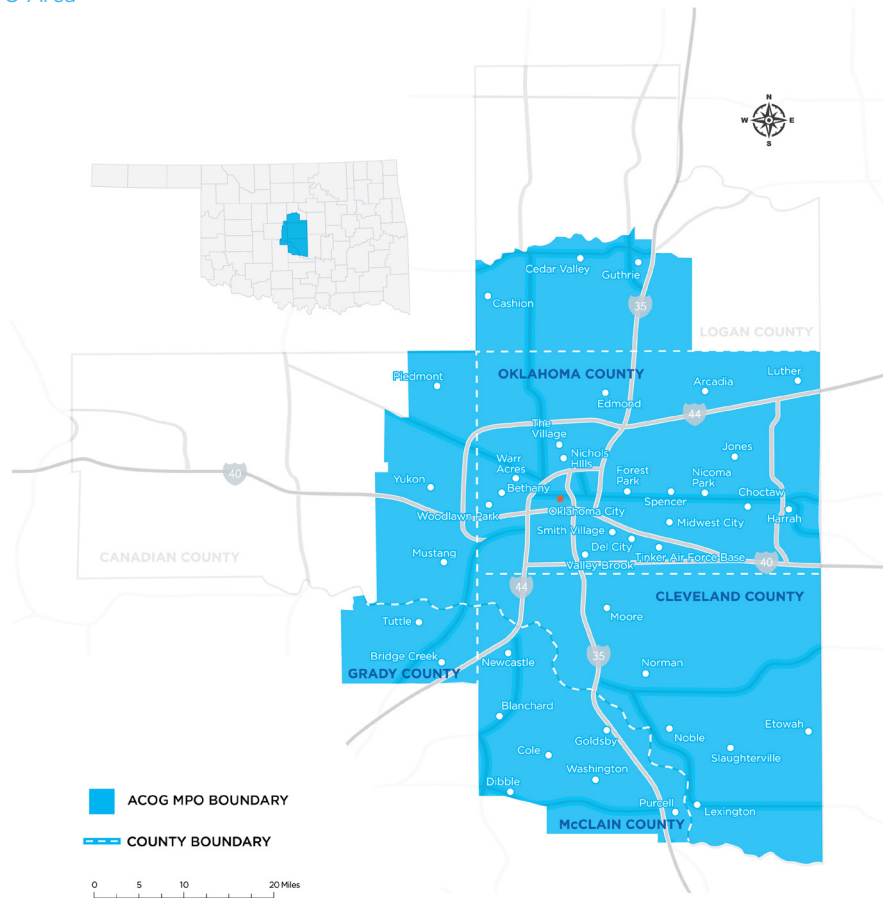 N
W E
S
Cedar Valley
Guthrie
Cashion
35
LOGAN COUNTY
Piedmont
OKLAHOMA COUNTY
Luther
Arcadia
Edmond
44
The
Village
Nichols
HIlls
Jones
40
Warr
Acres
Yukon
Bethany
Forest
Park
Nicoma
Park
Spencer
Choctaw
Woodlawn Park
Oklahoma City
Midwest City
Harrah
Smith Village
CANADIAN COUNTY
Mustang
Del City
Tinker Air Force Base
Valley Brook
40
44
CLEVELAND COUNTY
Moore
Tuttle
Bridge Creek
Newcastle
35
Norman
GRADY COUNTY
Blanchard
Etowah
Goldsby
Noble
Cole
Slaughterville
Washington
Dibble
Purcell
Lexington
McCLAIN COUNTY
ACOG MPO BOUNDARY
COUNTY BOUNDARY
0 5 10 20 Miles